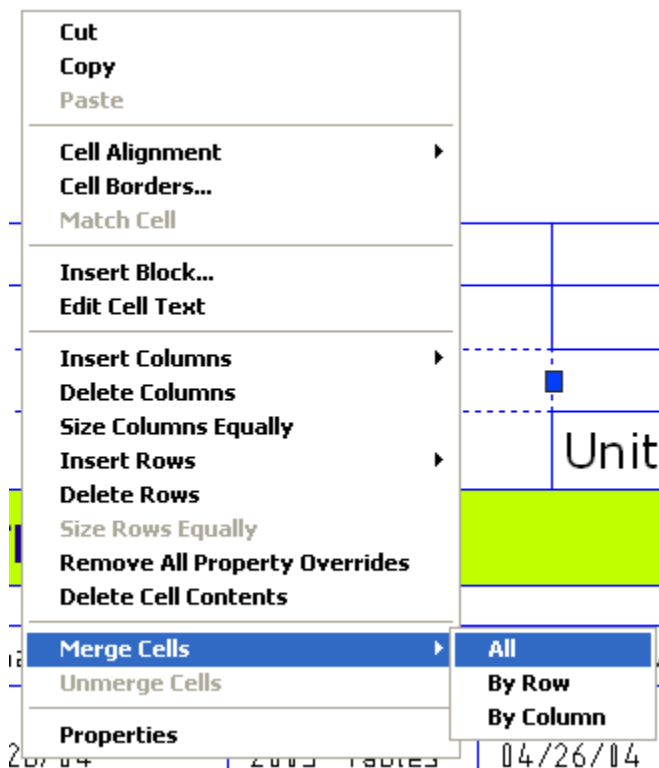 Cut
Copy
Paste
Cell Alignment
Cell Borders...
Match Cell
Insert Block...
Edit Cell Text
Insert Columns
Delete Columns
Size Columns Equally
Insert Rows
Unit
Delete Rows
Size Rows Equally
Remove All Property Overrides
Delete Cell Contents
Merge Cells
All
Unmerge Cells
By Row
By Column
Properties
04/26/04